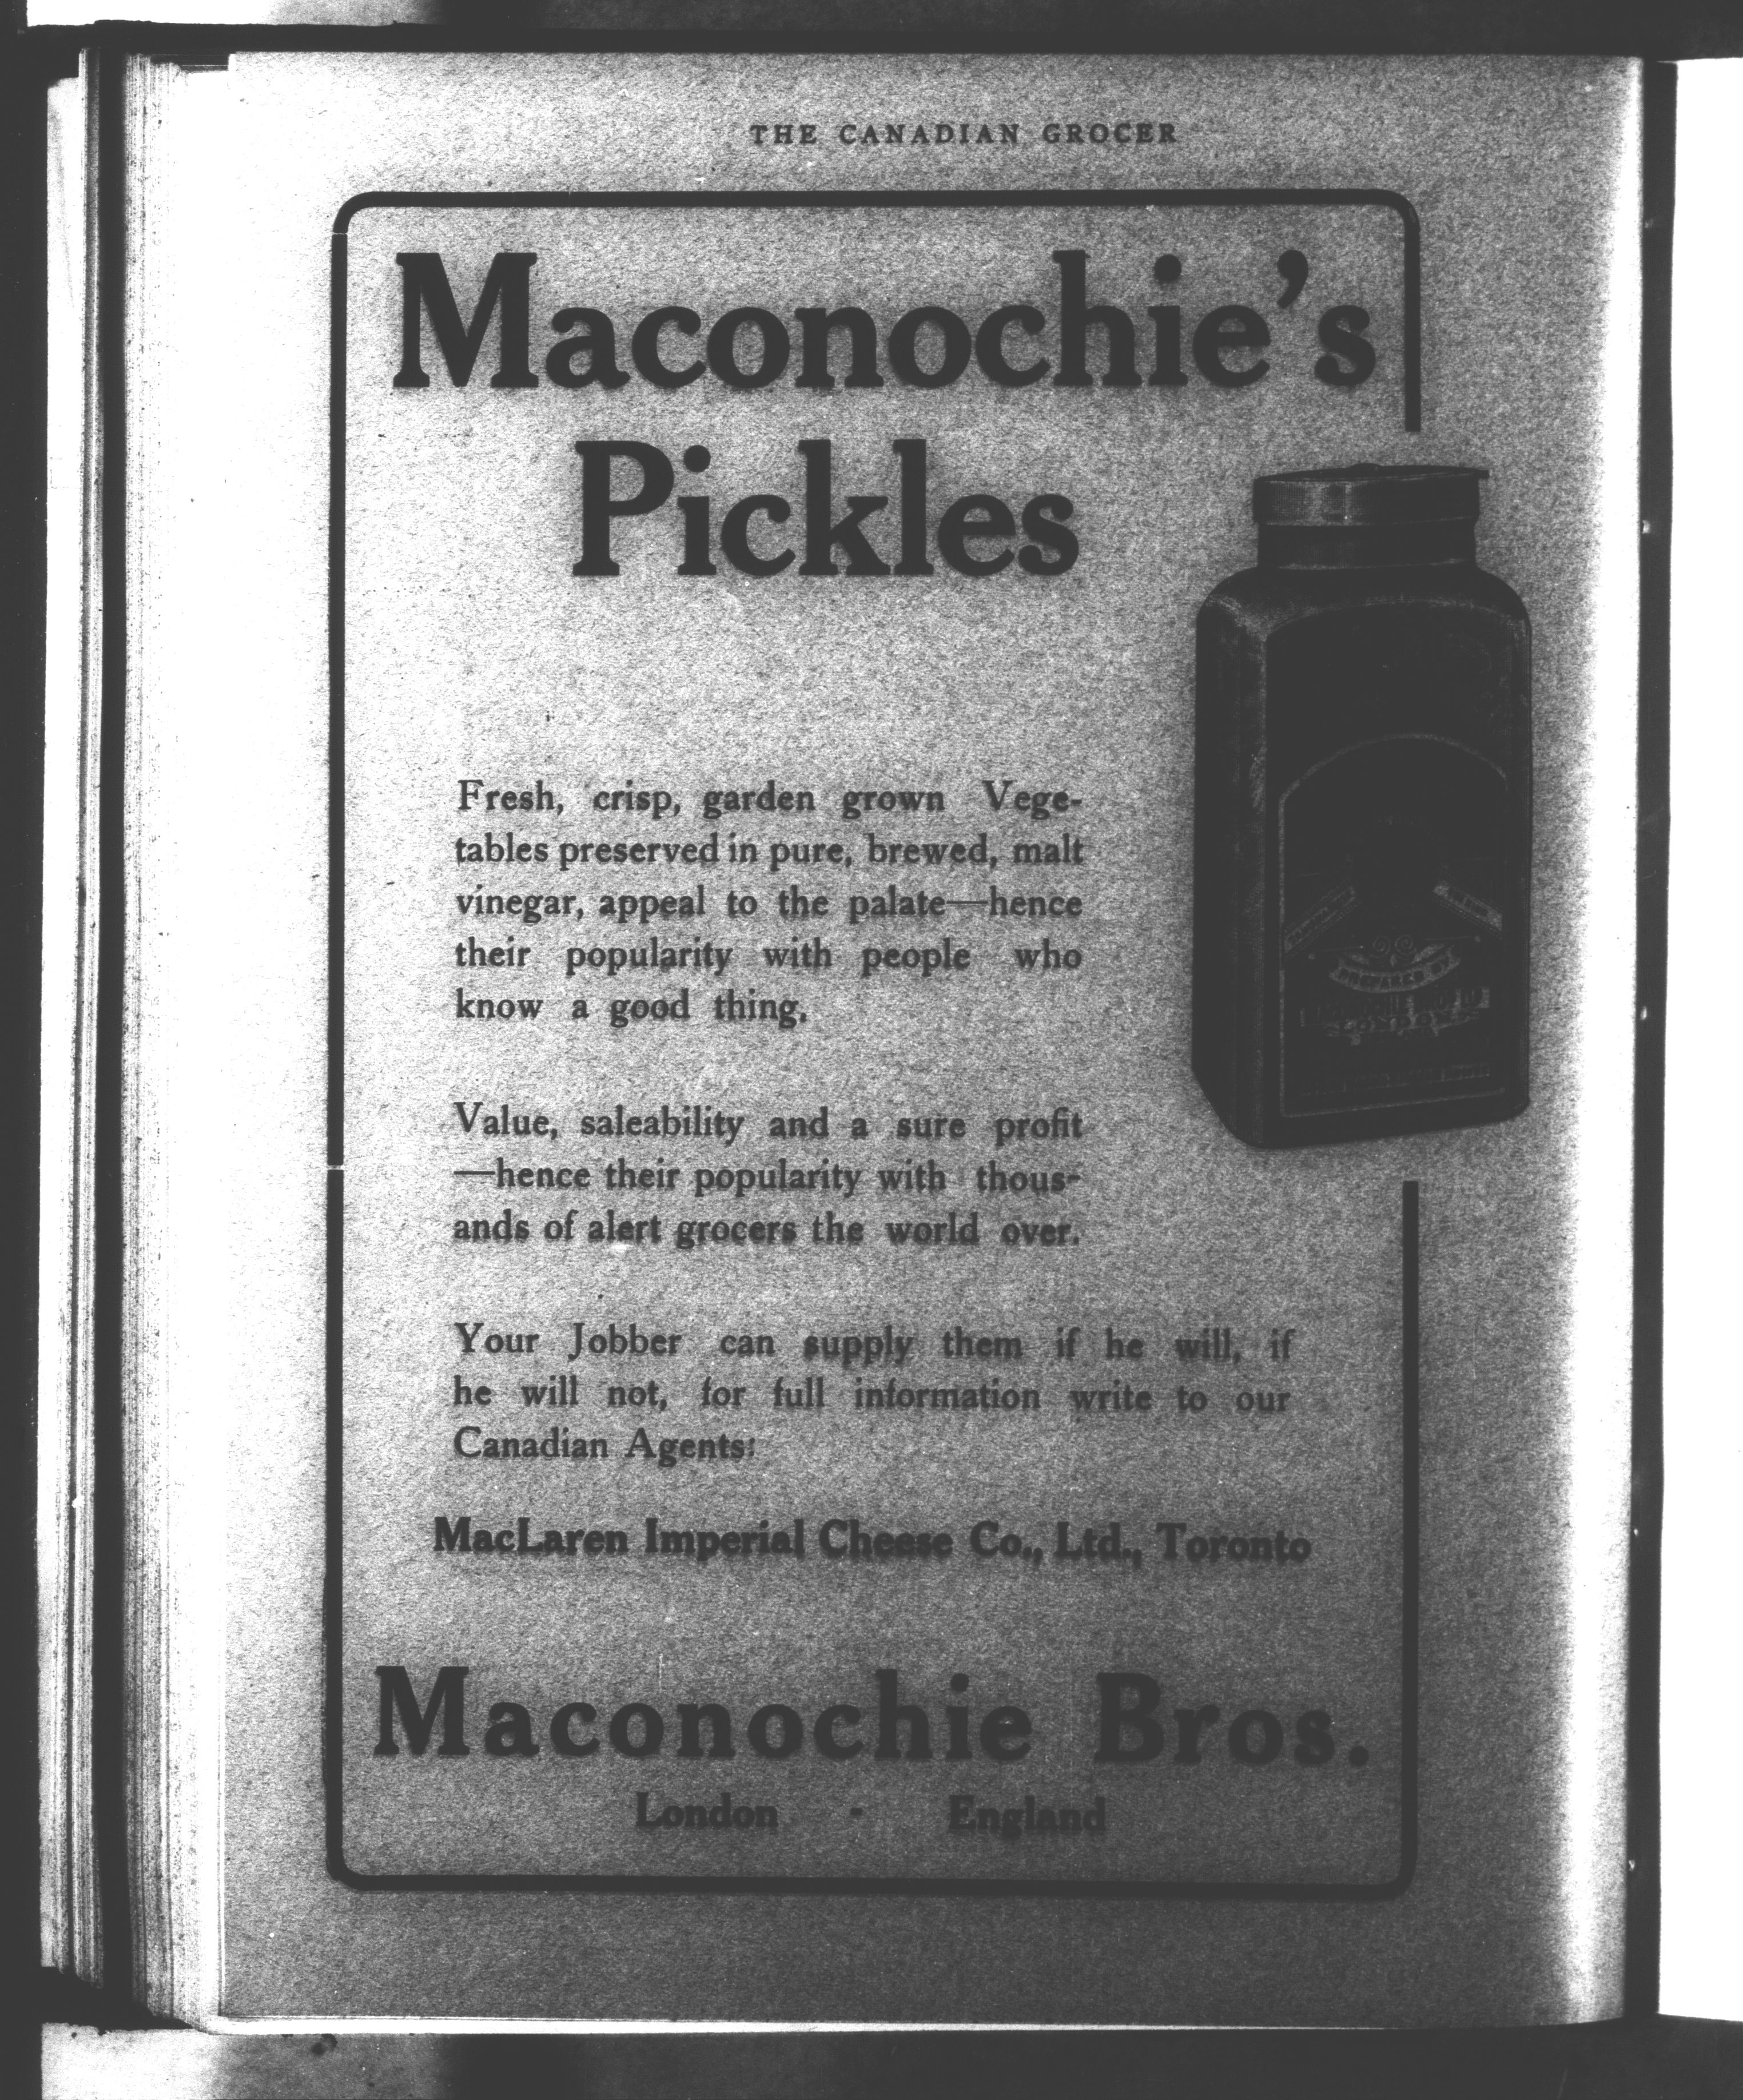 THE CANADIAN GROCER
Maconochie's
Pickles
Fresh, crisp, garden grown Vege-
tables preserved in pure, brewed, malt
vinegar, appeal to the palate—hence
their popularity with people who
know a good thing.
PREPARED BY
LONDON
Value, saleability and a sure profit
—hence their popularity with thous-
ands of alert grocers the world over.
Your Jobber can supply them if he will, if
he will not, for full information write to our
Canadian Agents:
MacLaren Imperial Cheese Co., Ltd., Toronto
Maconochie Bros.
London - England